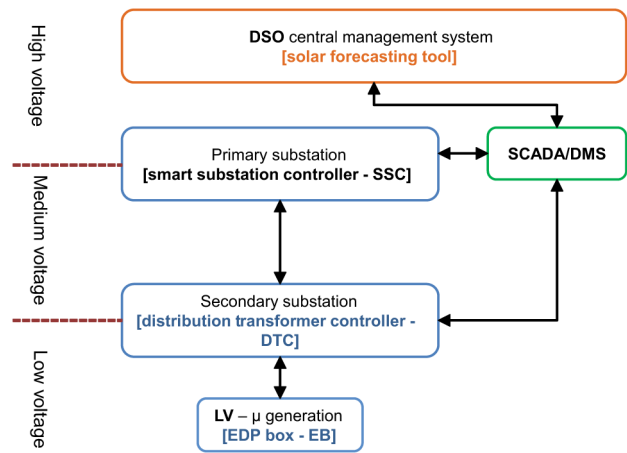 High voltage
DSO central management system
[solar forecasting tool]
Primary substation
[smart substation controller - SSC]
SCADA/DMS
Medium voltage
Secondary substation
[distribution transformer controller -
DTC]
Low voltage
LV – μ generation
[EDP box - EB]